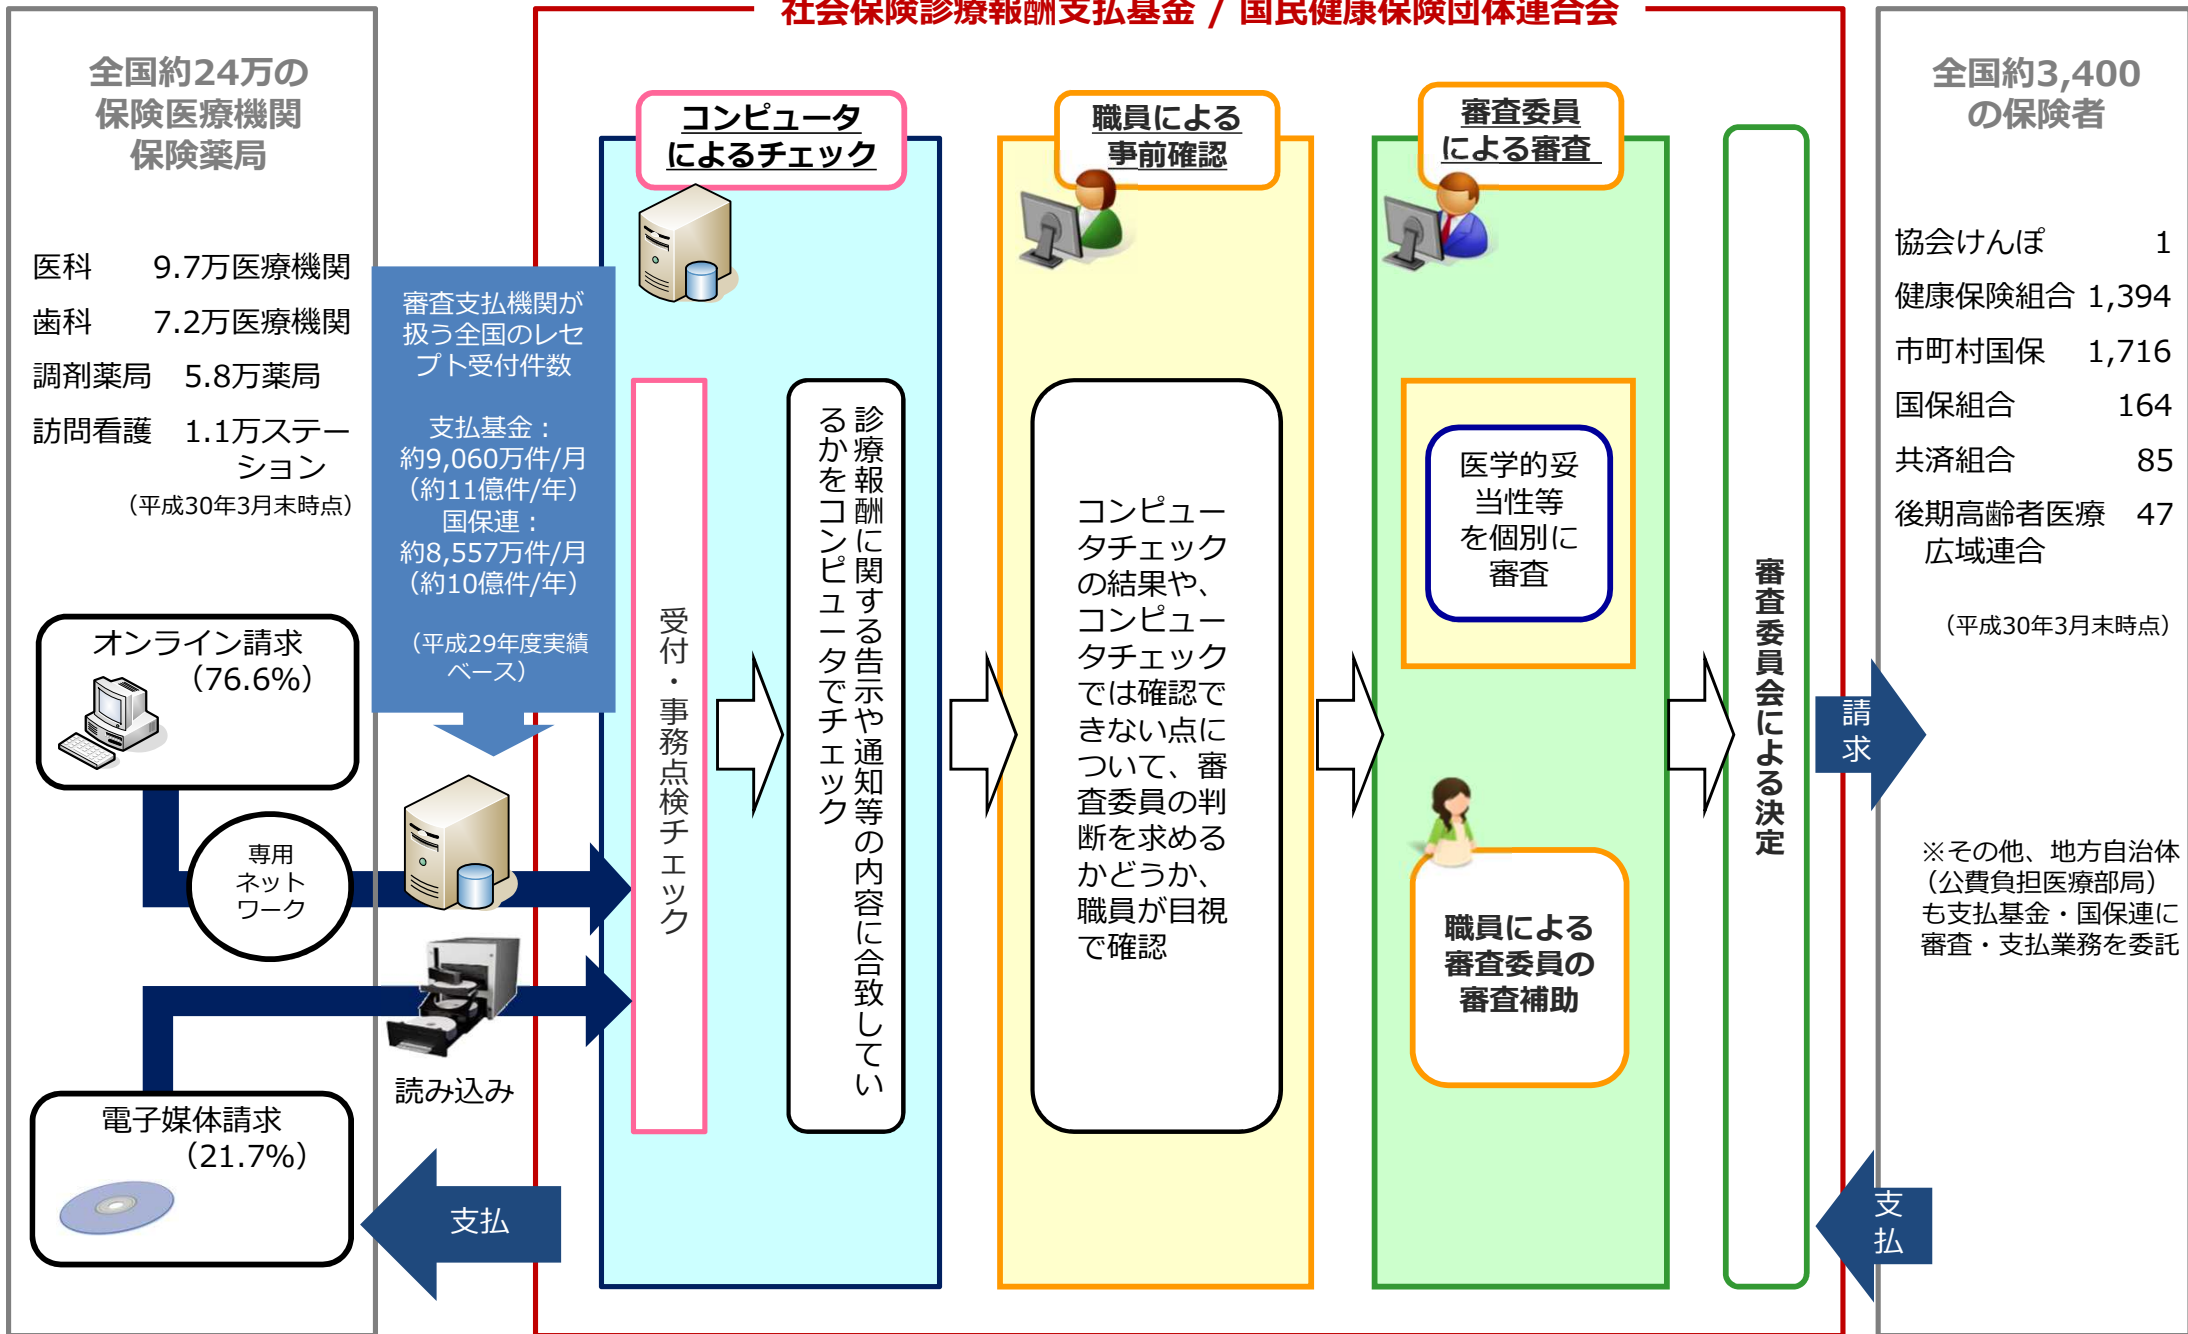 社会保険診療報酬支払基金 / 国民健康保険団体連合会
全国約24万の
保険医療機関
保険薬局
医科 9.7万医療機関
歯科 7.2万医療機関
調剤薬局 5.8万薬局
訪問看護 1.1万ステー
ション
（平成30年3月末時点）
オンライン請求
（76.6%）
専用
ネット
ワーク
電子媒体請求
（21.7%）
審査支払機関が
扱う全国のレセ
プト受付件数
支払基金：
約9,060万件/月
（約11億件/年）
国保連：
約8,557万件/月
（約10億件/年）
（平成29年度実績
ベース）
読み込み
支払
コンピュータ
によるチェック
受付・事務点検チェック
診療報酬に関する告示や通知等の内容に合致してい
るかをコンピュータでチェック
職員による
事前確認
コンピュー
タチェック
の結果や、
コンピュー
タチェック
では確認で
きない点に
ついて、審
査委員の判
断を求める
かどうか、
職員が目視
で確認
審査委員
による審査
医学的妥
当性等
を個別に
審査
職員による
審査委員の
審査補助
審査委員会による決定
請求
支払
全国約3,400
の保険者
協会けんぽ 1
健康保険組合 1,394
市町村国保 1,716
国保組合 164
共済組合 85
後期高齢者医療 47
広域連合
（平成30年3月末時点）
※その他、地方自治体
（公費負担医療部局）
も支払基金・国保連に
審査・支払業務を委託